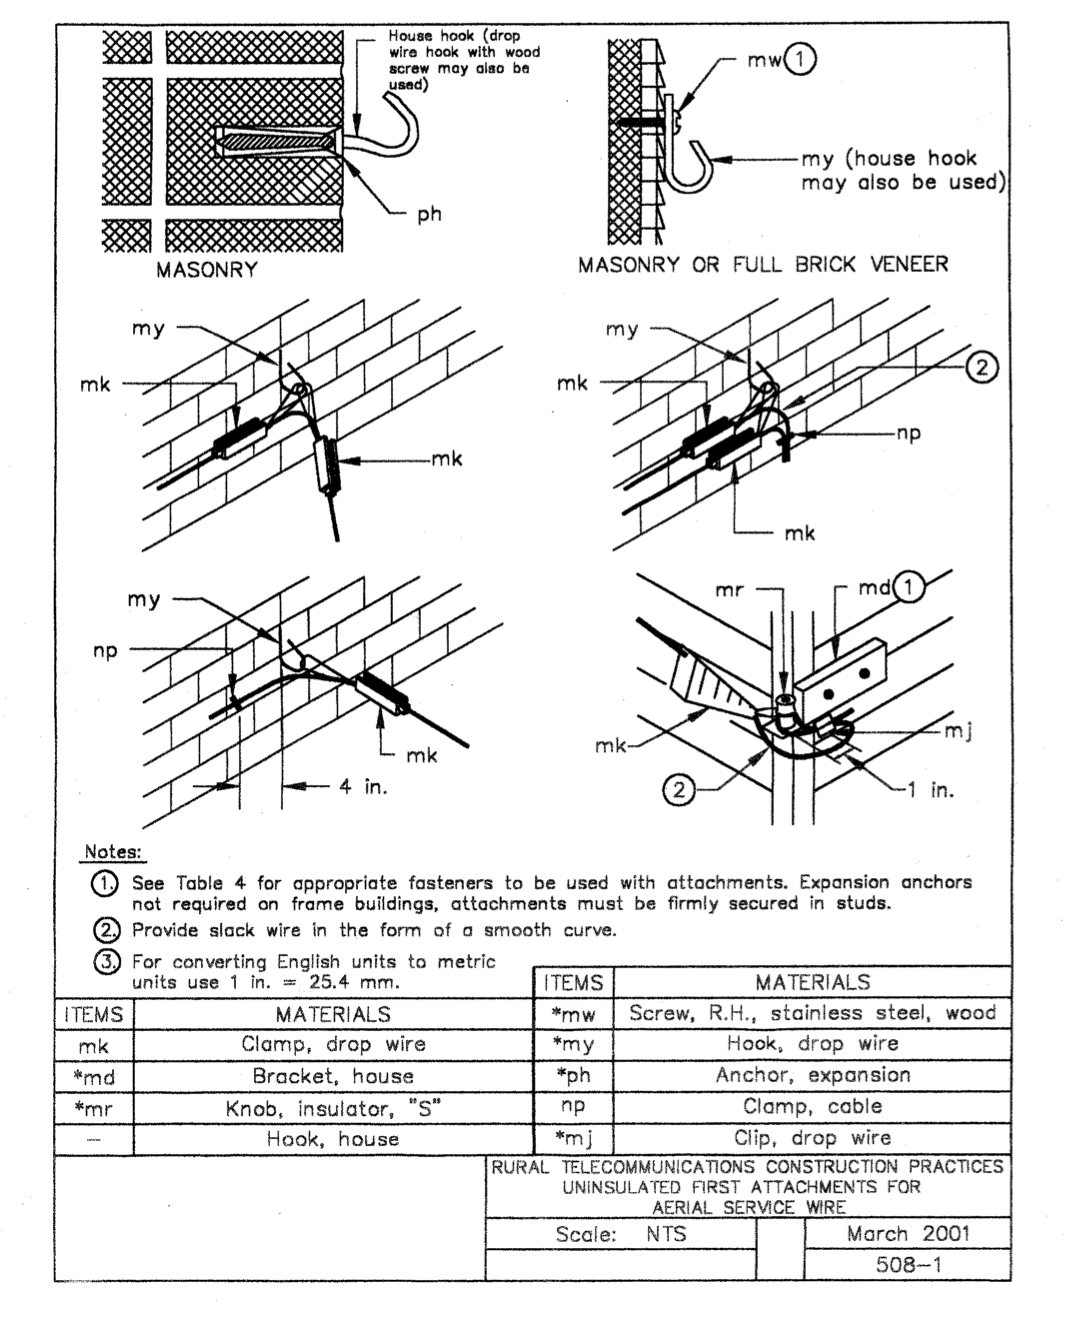 House hook (drop
wire hook with wood
screw may also be
used)
ph
MASONRY
mw 1
my (house hook
may also be used)
MASONRY OR FULL BRICK VENEER
my
mk
mk
my
mk
2
np
mk
my
np
mk
4 in.
mr
md 1
mk
mj
2
1 in.
Notes:
1. See Table 4 for appropriate fasteners to be used with attachments. Expansion anchors
not required on frame buildings, attachments must be firmly secured in studs.
2. Provide slack wire in the form of a smooth curve.
3. For converting English units to metric
units use 1 in. = 25.4 mm.
ITEMS MATERIALS
mk Clamp, drop wire
*md Bracket, house
*mr Knob, insulator, "S"
— Hook, house
ITEMS MATERIALS
*mw Screw, R.H., stainless steel, wood
*my Hook, drop wire
*ph Anchor, expansion
np Clamp, cable
*mj Clip, drop wire
RURAL TELECOMMUNICATIONS CONSTRUCTION PRACTICES
UNINSULATED FIRST ATTACHMENTS FOR
AERIAL SERVICE WIRE
Scale: NTS
March 2001
508-1